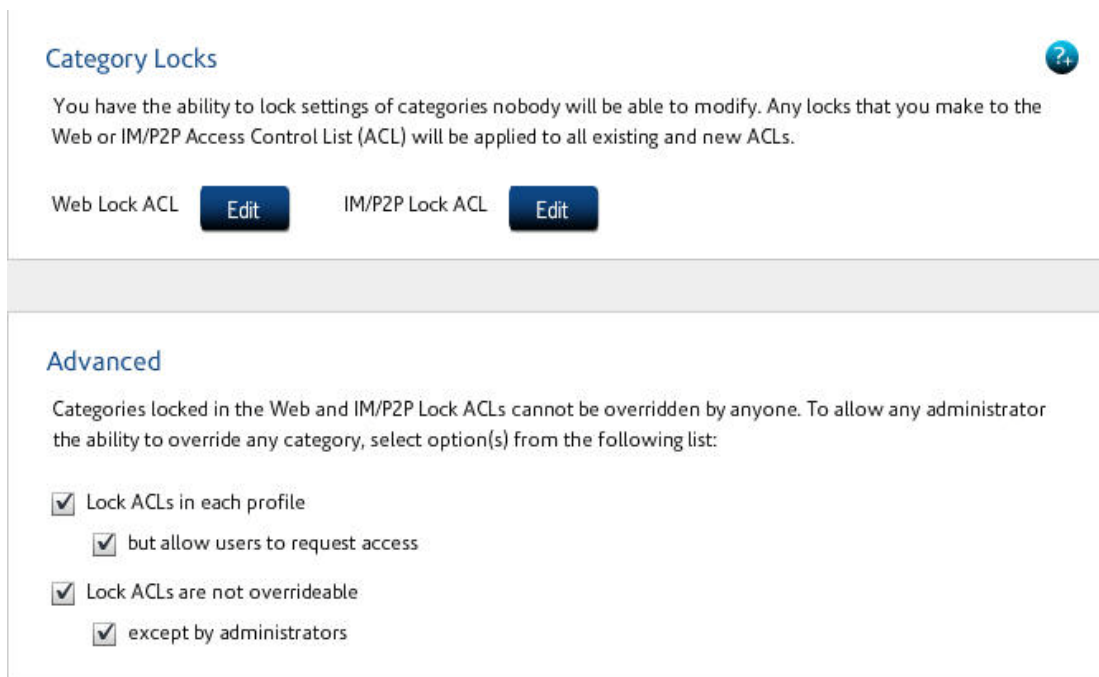 Category Locks
You have the ability to lock settings of categories nobody will be able to modify. Any locks that you make to the
Web or IM/P2P Access Control List (ACL) will be applied to all existing and new ACLs.
Web Lock ACL Edit IM/P2P Lock ACL Edit
Advanced
Categories locked in the Web and IM/P2P Lock ACLs cannot be overridden by anyone. To allow any administrator
the ability to override any category, select option(s) from the following list:
Lock ACLs in each profile
but allow users to request access
Lock ACLs are not overrideable
except by administrators